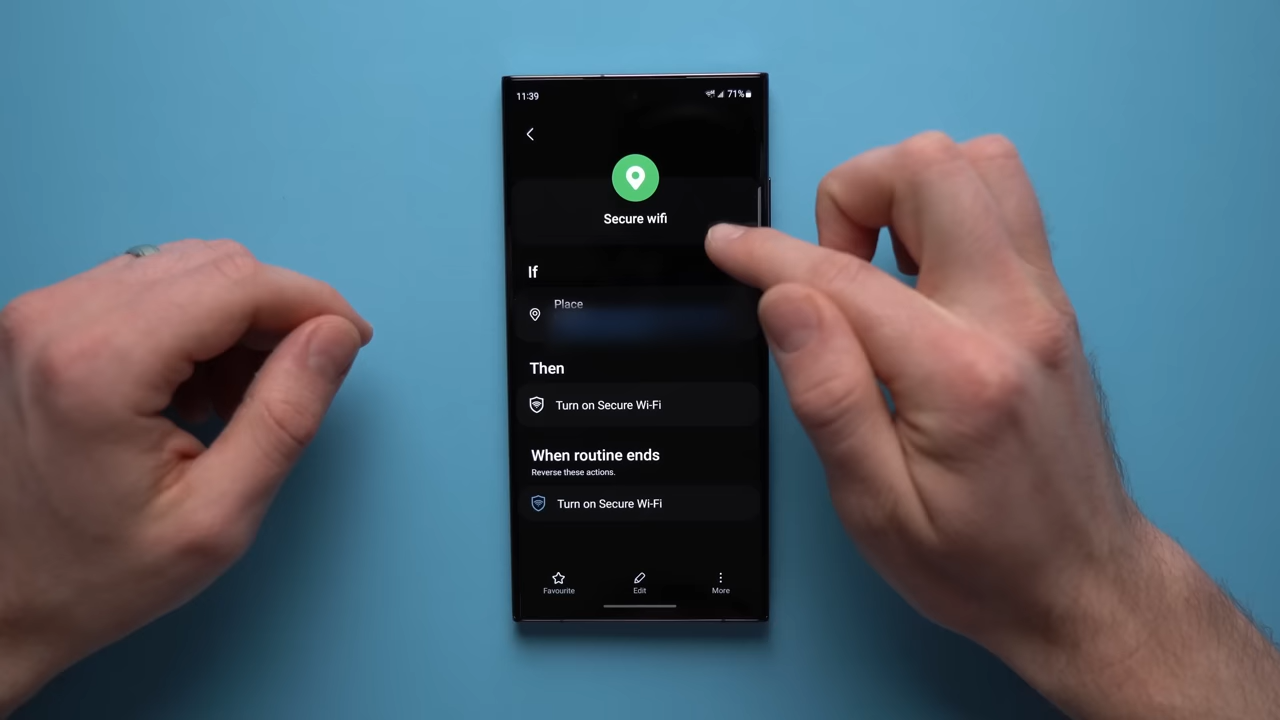 11:39
71%
Secure wifi
If
Place
Then
Turn on Secure Wi-Fi
When routine ends
Reverse these actions.
Turn on Secure Wi-Fi
Favourite
Edit
More